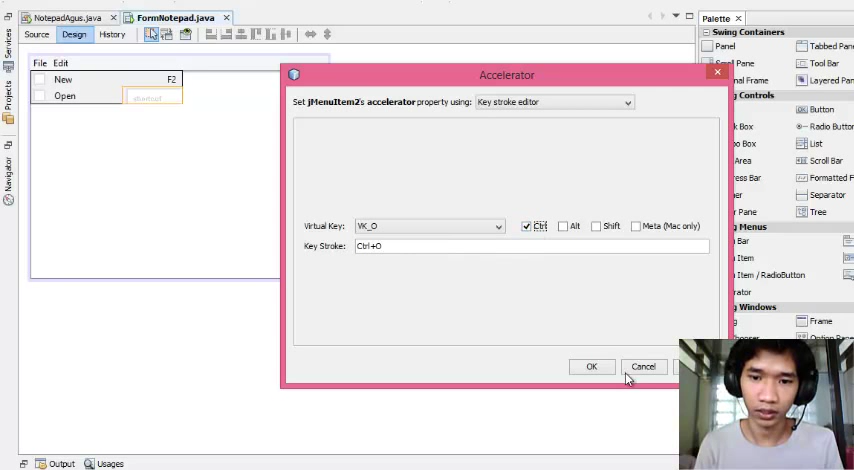 NotepadAgus.java
FormNotepad.java
Source
Design
History
Services
Projects
Navigator
File
Edit
New
F2
Open
shortcut
Accelerator
Set jMenuItem2's accelerator property using:
Key stroke editor
Virtual Key:
VK_O
Ctrl
Alt
Shift
Meta (Mac only)
Key Stroke:
Ctrl+O
OK
Cancel
Palette
Swing Containers
Panel
Tabbed Pan
Tool Bar
Layered Pan
Button
Radio Button
List
Scroll Bar
Formatted F
Separator
Tree
Frame
Output
Usages